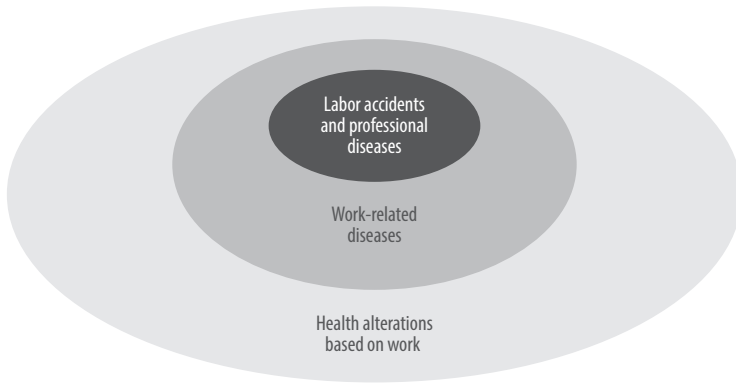 Labor accidents
and professional
diseases
Work-related
diseases
Health alterations
based on work